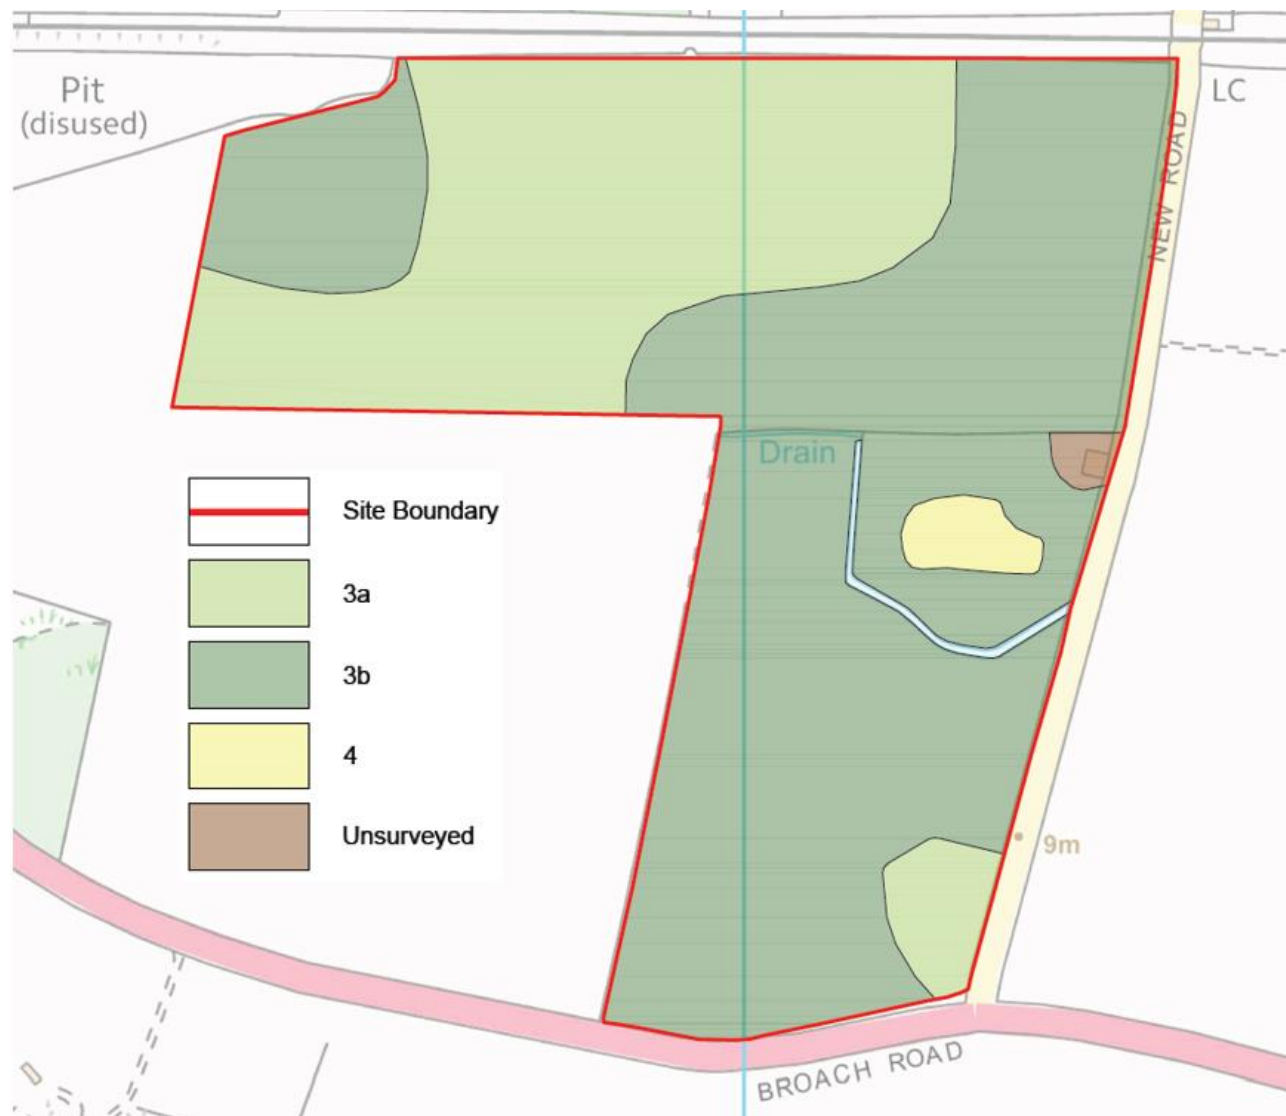 Pit
(disused)
LC
NEW ROAD
Drain
Site Boundary
3a
3b
4
Unsurveyed
9m
BROACH ROAD